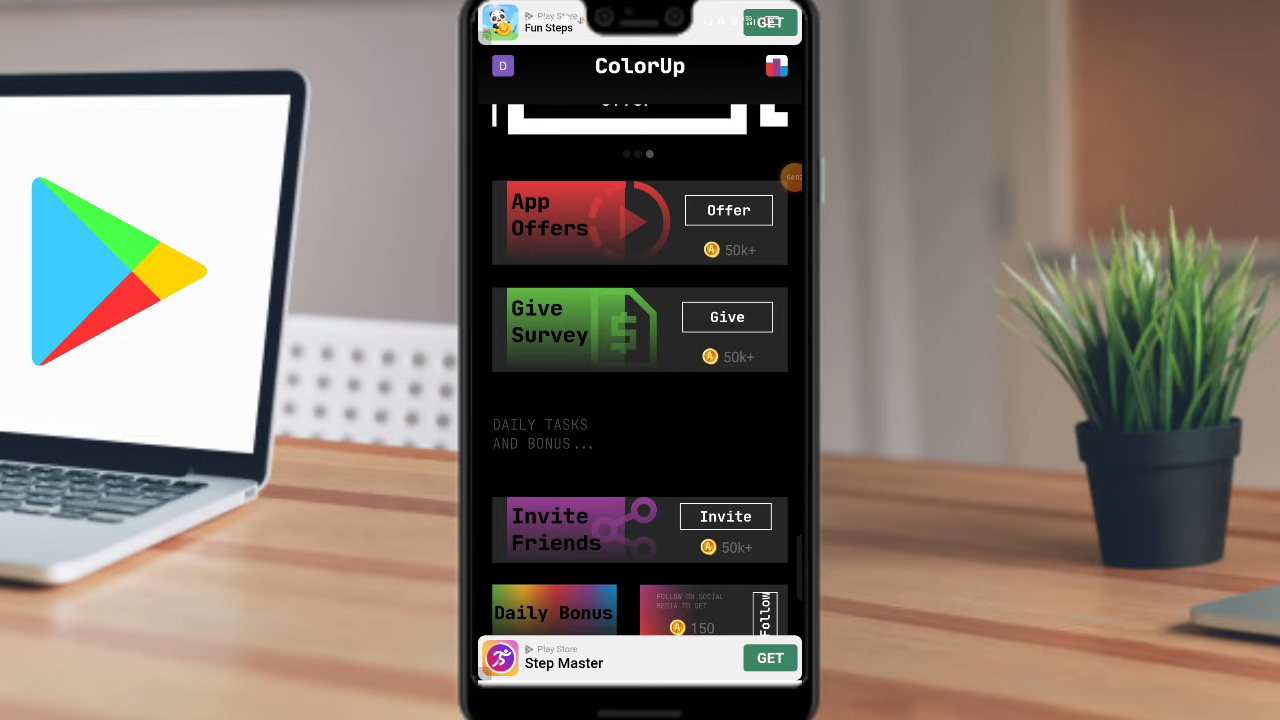 Play Store
Fun Steps
GET
D
ColorUp
App
Offers
Offer
50k+
Give
Survey
Give
50k+
DAILY TASKS
AND BONUS...
Invite
Friends
Invite
50k+
Daily Bonus
FOLLOW ON SOCIAL
MEDIA TO GET
150
Follow
Play Store
Step Master
GET